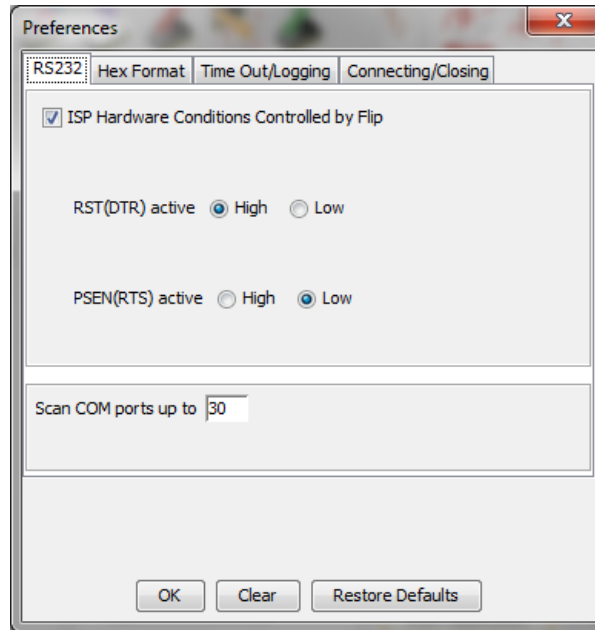 Preferences
RS232 Hex Format Time Out/Logging Connecting/Closing
ISP Hardware Conditions Controlled by Flip
RST(DTR) active High Low
PSEN(RTS) active High Low
Scan COM ports up to 30
OK Clear Restore Defaults